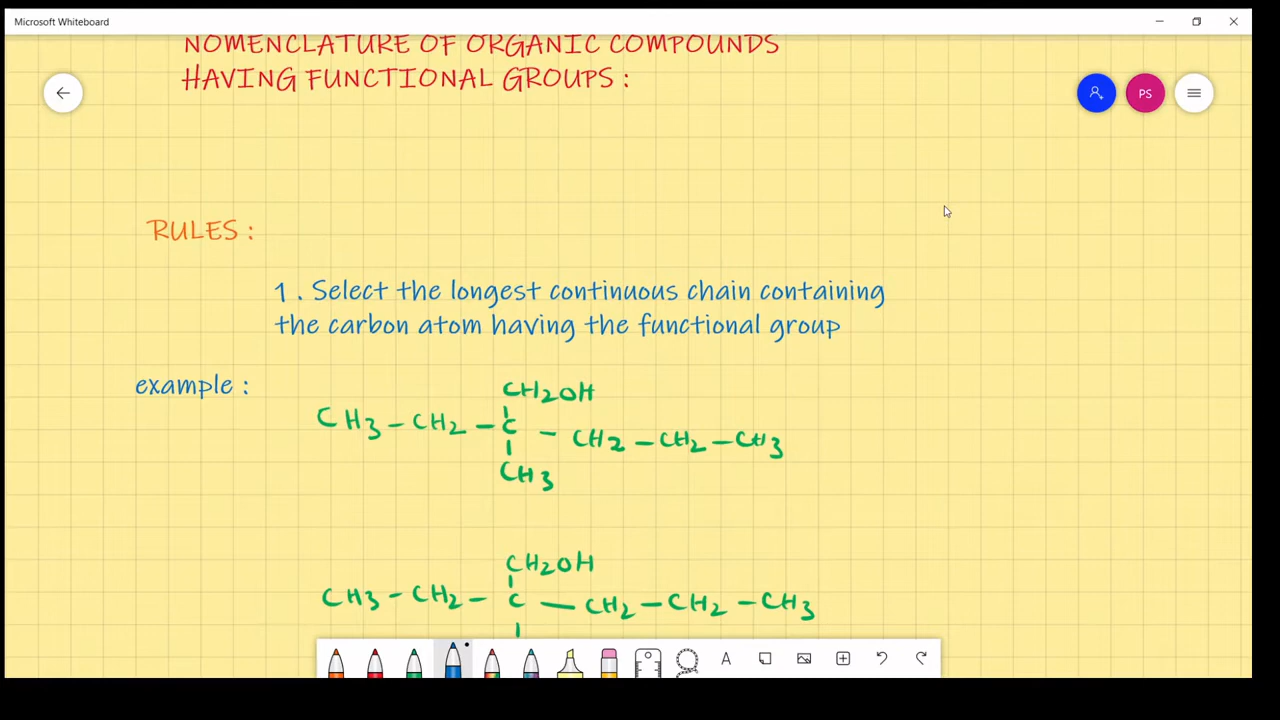 Microsoft Whiteboard
NOMENCLATURE OF ORGANIC COMPOUNDS
HAVING FUNCTIONAL GROUPS :
PS
RULES :
1 . Select the longest continuous chain containing
the carbon atom having the functional group
example :
CH2OH
CH3 - CH2 - C - CH2 - CH2 - CH3
CH3
CH2OH
CH3 - CH2 - C - CH2 - CH2 - CH3
A